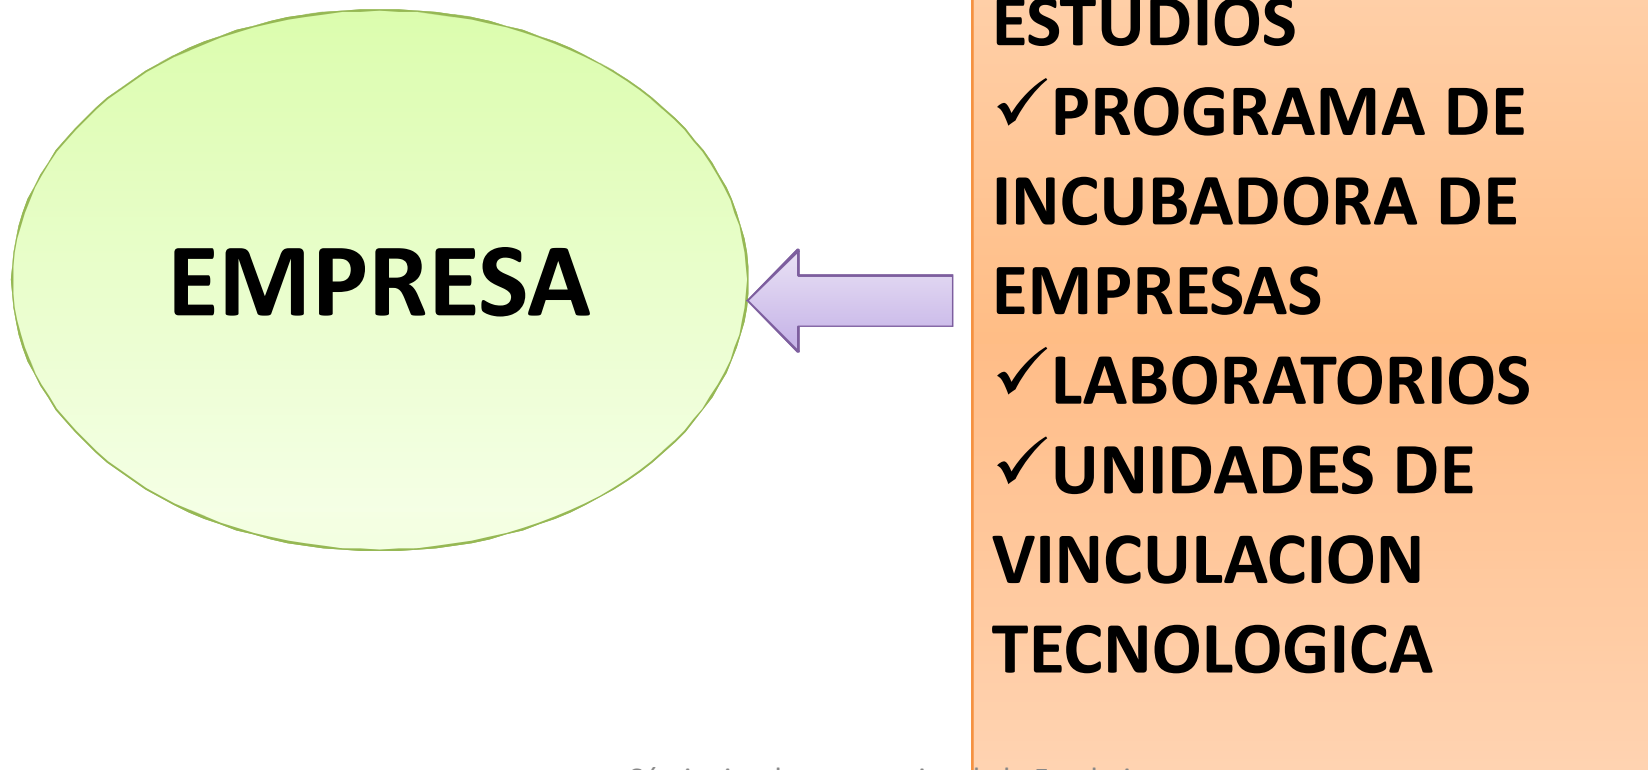 EMPRESA
ESTUDIOS
✓PROGRAMA DE
INCUBADORA DE
EMPRESAS
✓LABORATORIOS
✓UNIDADES DE
VINCULACION
TECNOLOGICA